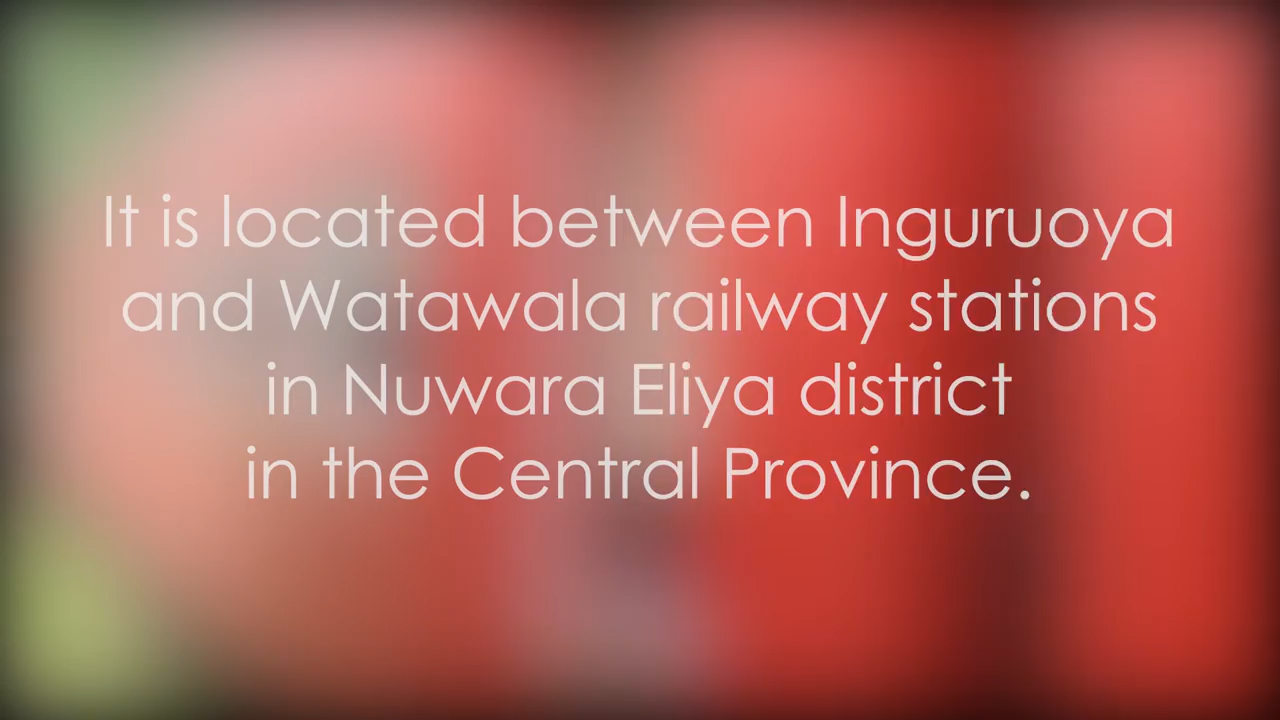 It is located between Inguruoya
and Watawala railway stations
in Nuwara Eliya district
in the Central Province.